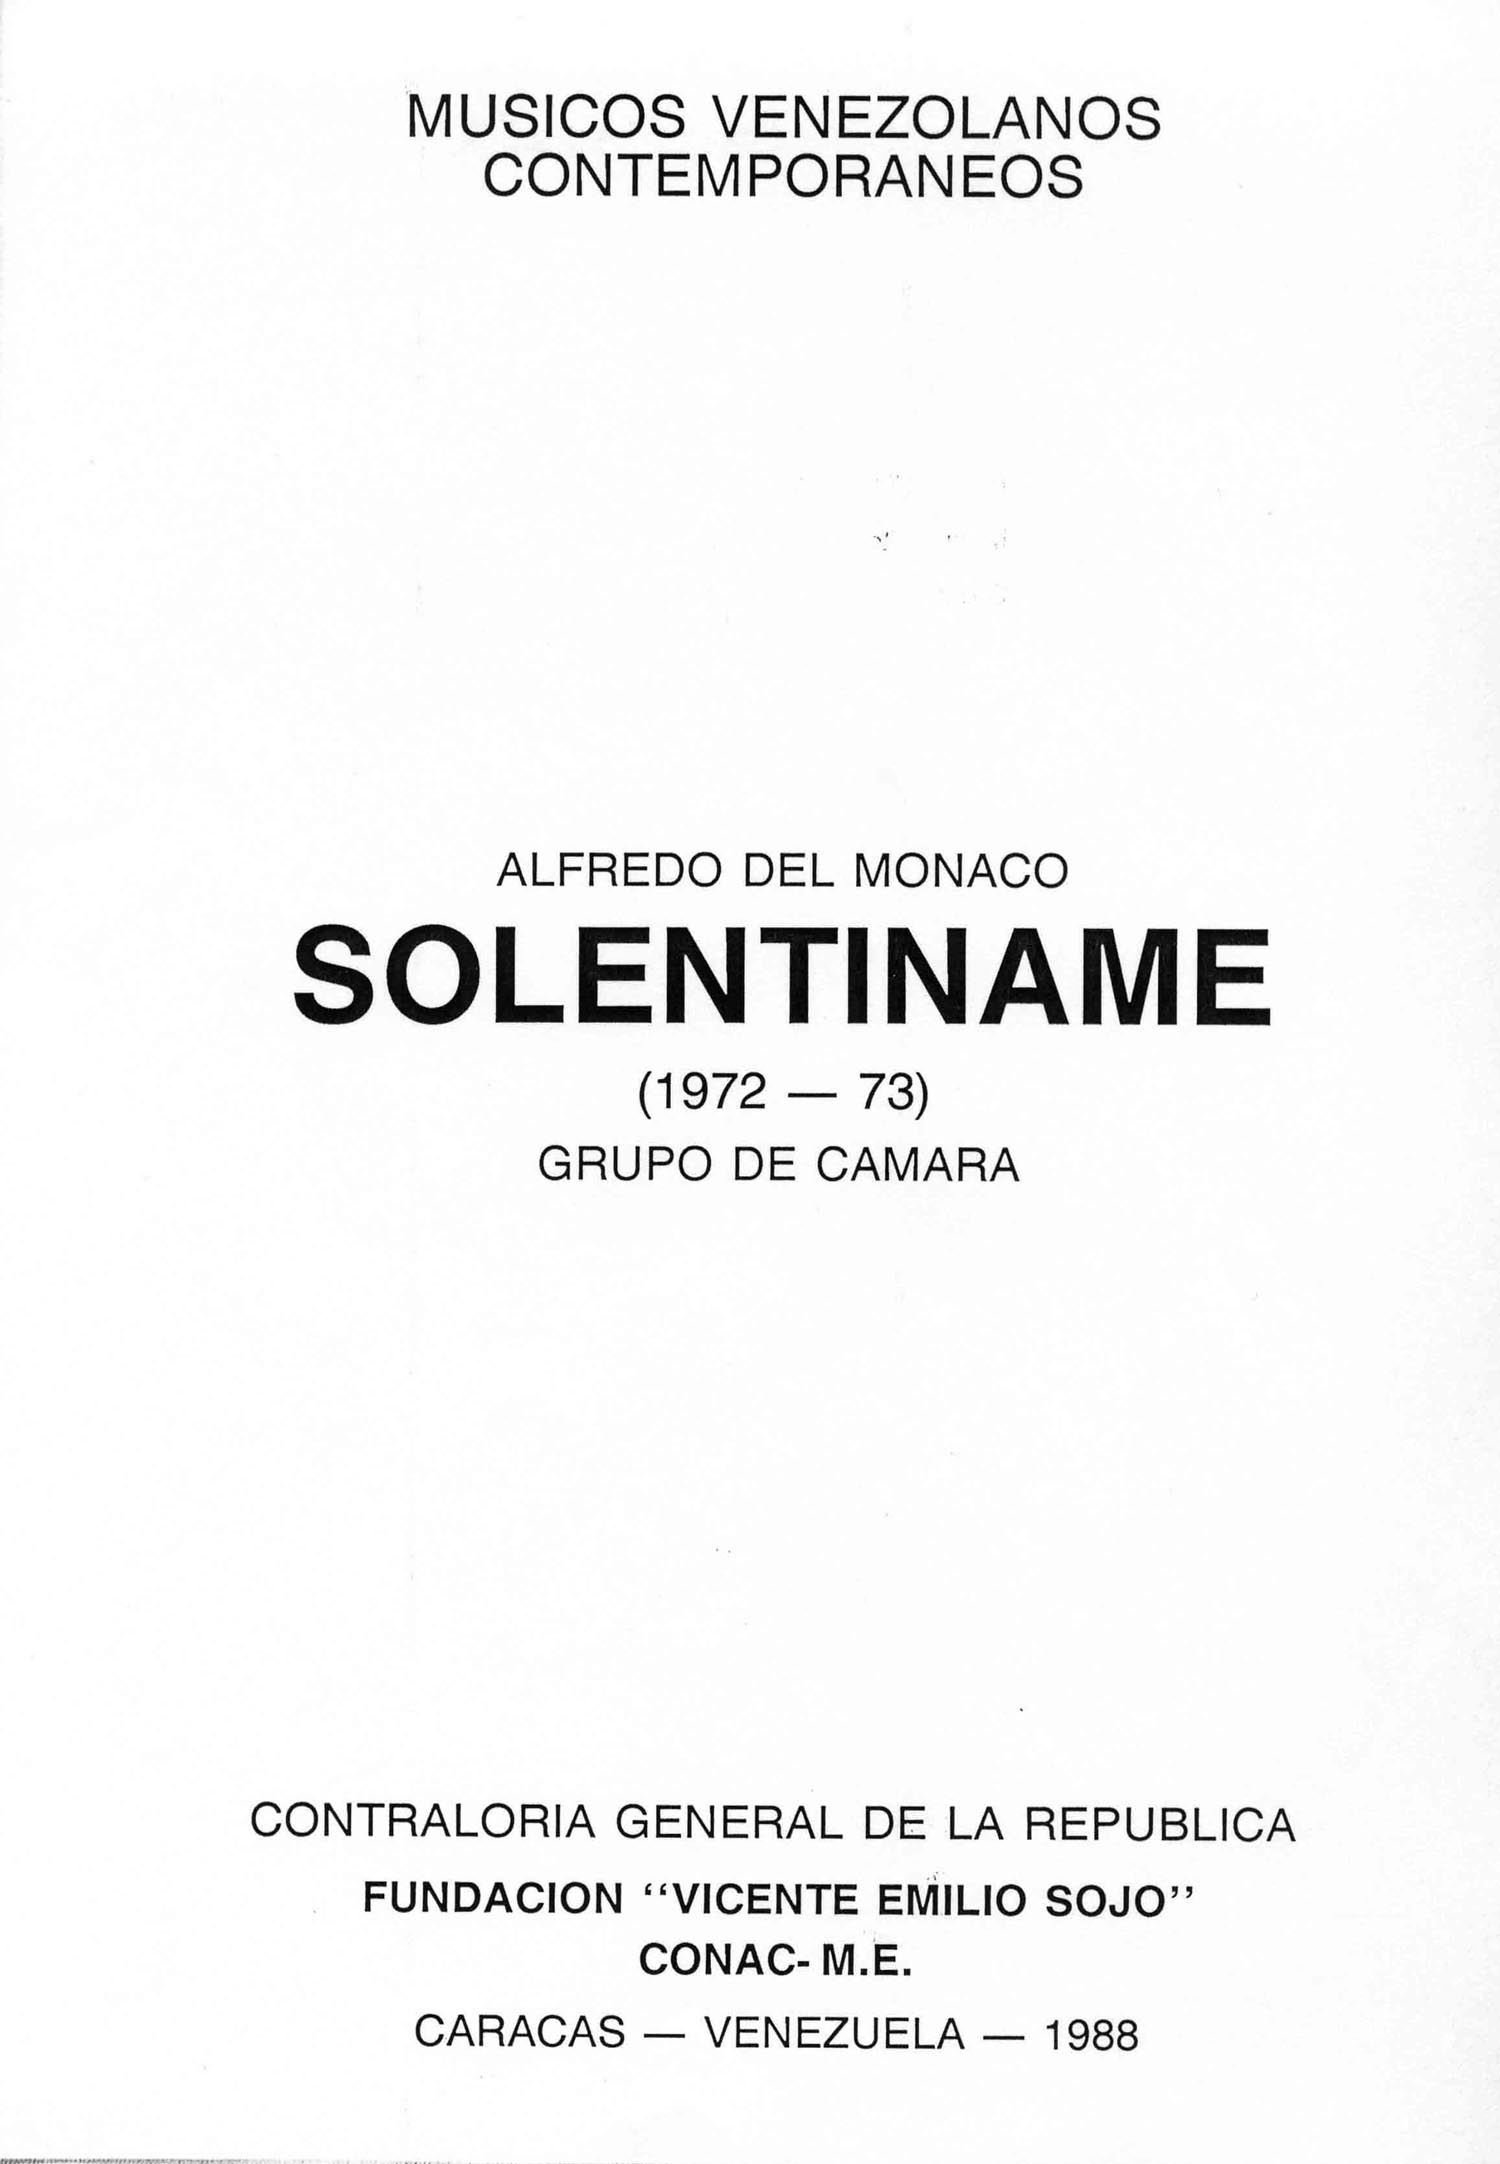 MUSICOS VENEZOLANOS
CONTEMPORANEOS
ALFREDO DEL MONACO
SOLENTINAME
(1972 — 73)
GRUPO DE CAMARA
CONTRALORIA GENERAL DE LA REPUBLICA
FUNDACION “VICENTE EMILIO SOJO”
CONAC- M.E.
CARACAS — VENEZUELA — 1988